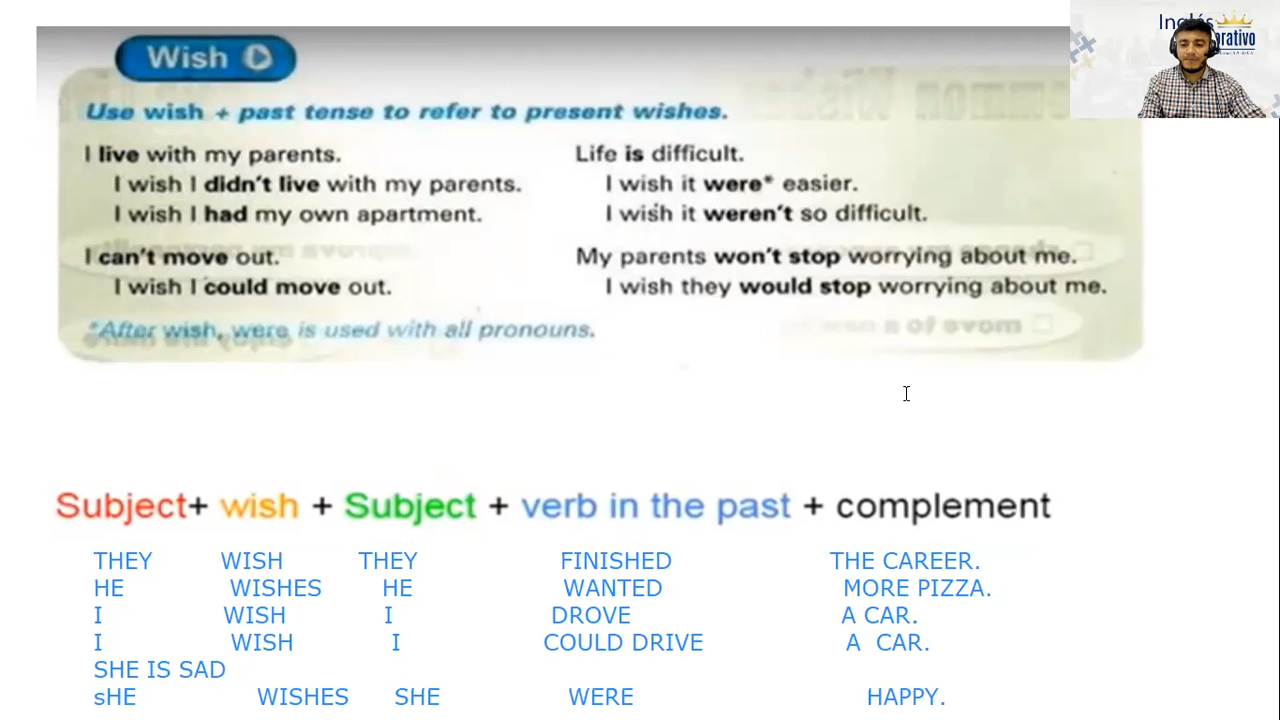 Inglés
Wish
Use wish + past tense to refer to present wishes.
I live with my parents.
I wish I didn't live with my parents.
I wish I had my own apartment.
I can't move out.
I wish I could move out.
Life is difficult.
I wish it were* easier.
I wish it weren't so difficult.
My parents won't stop worrying about me.
I wish they would stop worrying about me.
*After wish, were is used with all pronouns.
Subject+ wish + Subject + verb in the past + complement
THEY WISH THEY FINISHED THE CAREER.
HE WISHES HE WANTED MORE PIZZA.
I WISH I DROVE A CAR.
I WISH I COULD DRIVE A CAR.
SHE IS SAD
sHE WISHES SHE WERE HAPPY.